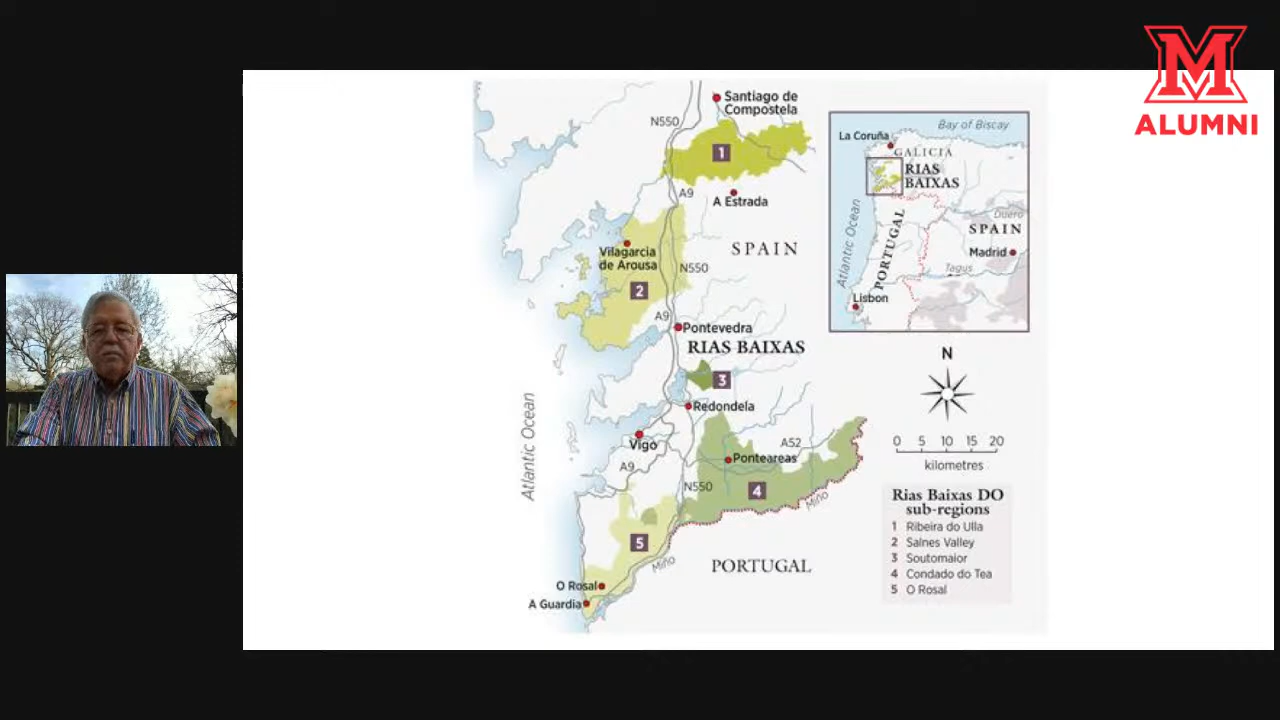 M
ALUMNI
Santiago de
Compostela
N550
1
A9
A Estrada
Vilagarcia
de Arousa
SPAIN
N550
2
A9
Pontevedra
RIAS BAIXAS
3
Redondela
Vigo
A52
Ponteareas
A9
N550
4
Miño
Atlantic Ocean
5
Miño
PORTUGAL
O Rosal
A Guardia
Bay of Biscay
La Coruña
GALICIA
RIAS
BAIXAS
Atlantic Ocean
PORTUGAL
Duero
SPAIN
Madrid
Tagus
Lisbon
N
0 5 10 15 20
kilometres
Rias Baixas DO
sub-regions
1 Ribeira do Ulla
2 Salnes Valley
3 Soutomaior
4 Condado do Tea
5 O Rosal